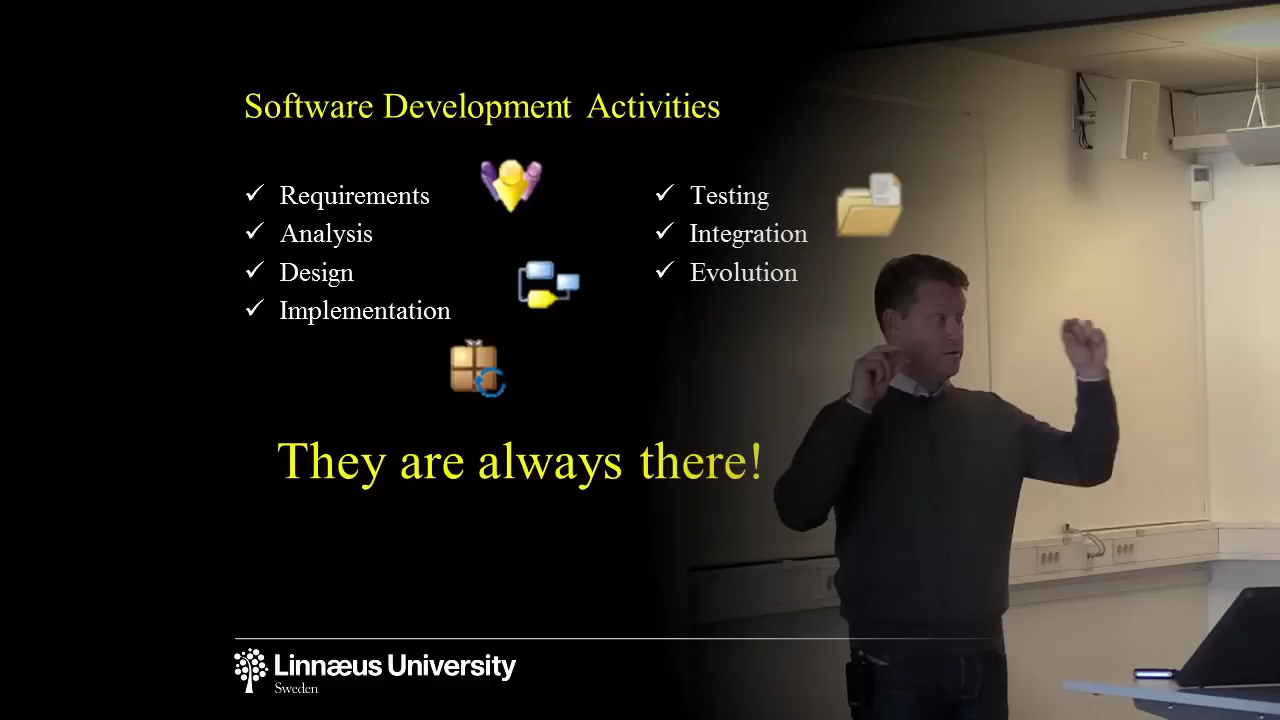 Software Development Activities
✓ Requirements
✓ Analysis
✓ Design
✓ Implementation
✓ Testing
✓ Integration
✓ Evolution
They are always there!
Linnæus University
Sweden